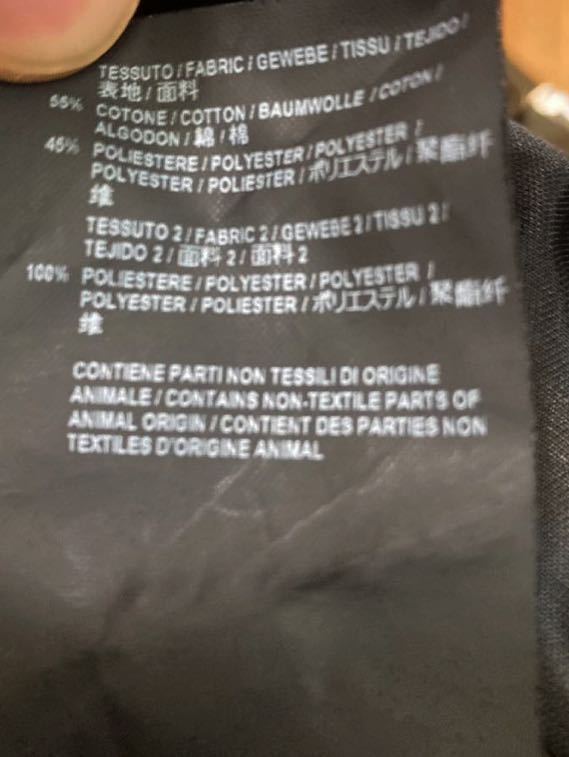 TESSUTO / FABRIC / GEWEBE / TISSU / TEJIDO /
表地 / 面料
55% COTONE / COTTON / BAUMWOLLE / COTON /
ALGODON / 綿 / 棉
45% POLIESTERE / POLYESTER / POLYESTER /
POLYESTER / POLIESTER / ポリエステル / 聚酯纤
维
TESSUTO 2 / FABRIC 2 / GEWEBE 2 / TISSU 2 /
TEJIDO 2 / 面料 2 / 面料 2
100% POLIESTERE / POLYESTER / POLYESTER /
POLYESTER / POLIESTER / ポリエステル / 聚酯纤
维
CONTIENE PARTI NON TESSILI DI ORIGINE
ANIMALE / CONTAINS NON-TEXTILE PARTS OF
ANIMAL ORIGIN / CONTIENT DES PARTIES NON
TEXTILES D'ORIGINE ANIMAL